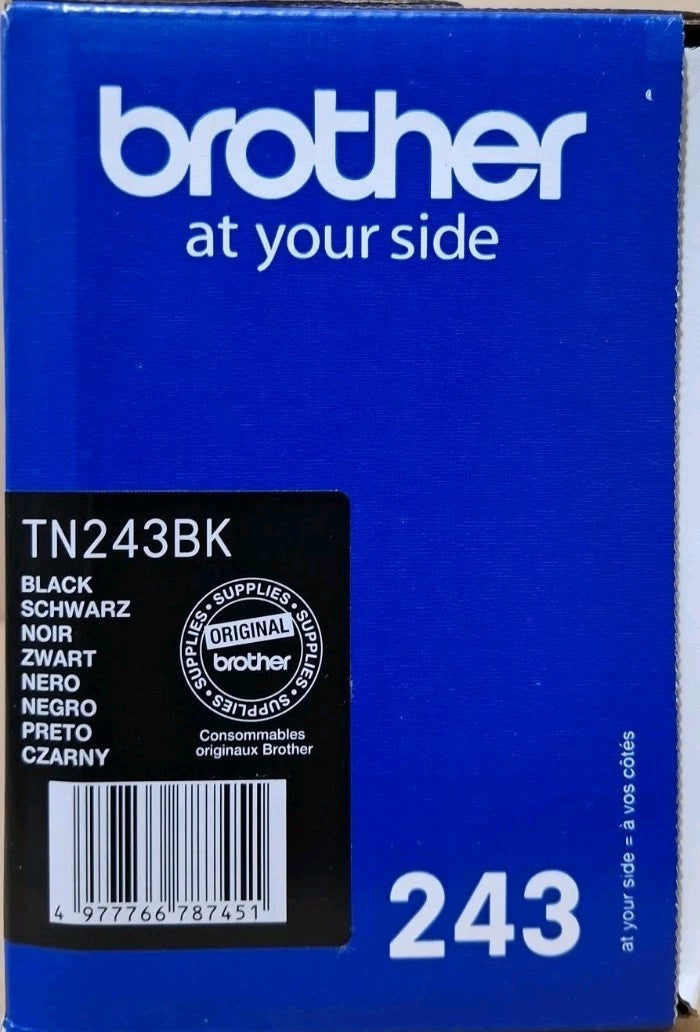 brother
at your side
TN243BK
BLACK
SCHWARZ
NOIR
ZWART
NERO
NEGRO
PRETO
CZARNY
SUPPLIES • SUPPLIES • SUPPLIES • SUPPLIES •
ORIGINAL
brother
Consommables
originaux Brother
4 977766 787451
243
at your side = à vos côtés